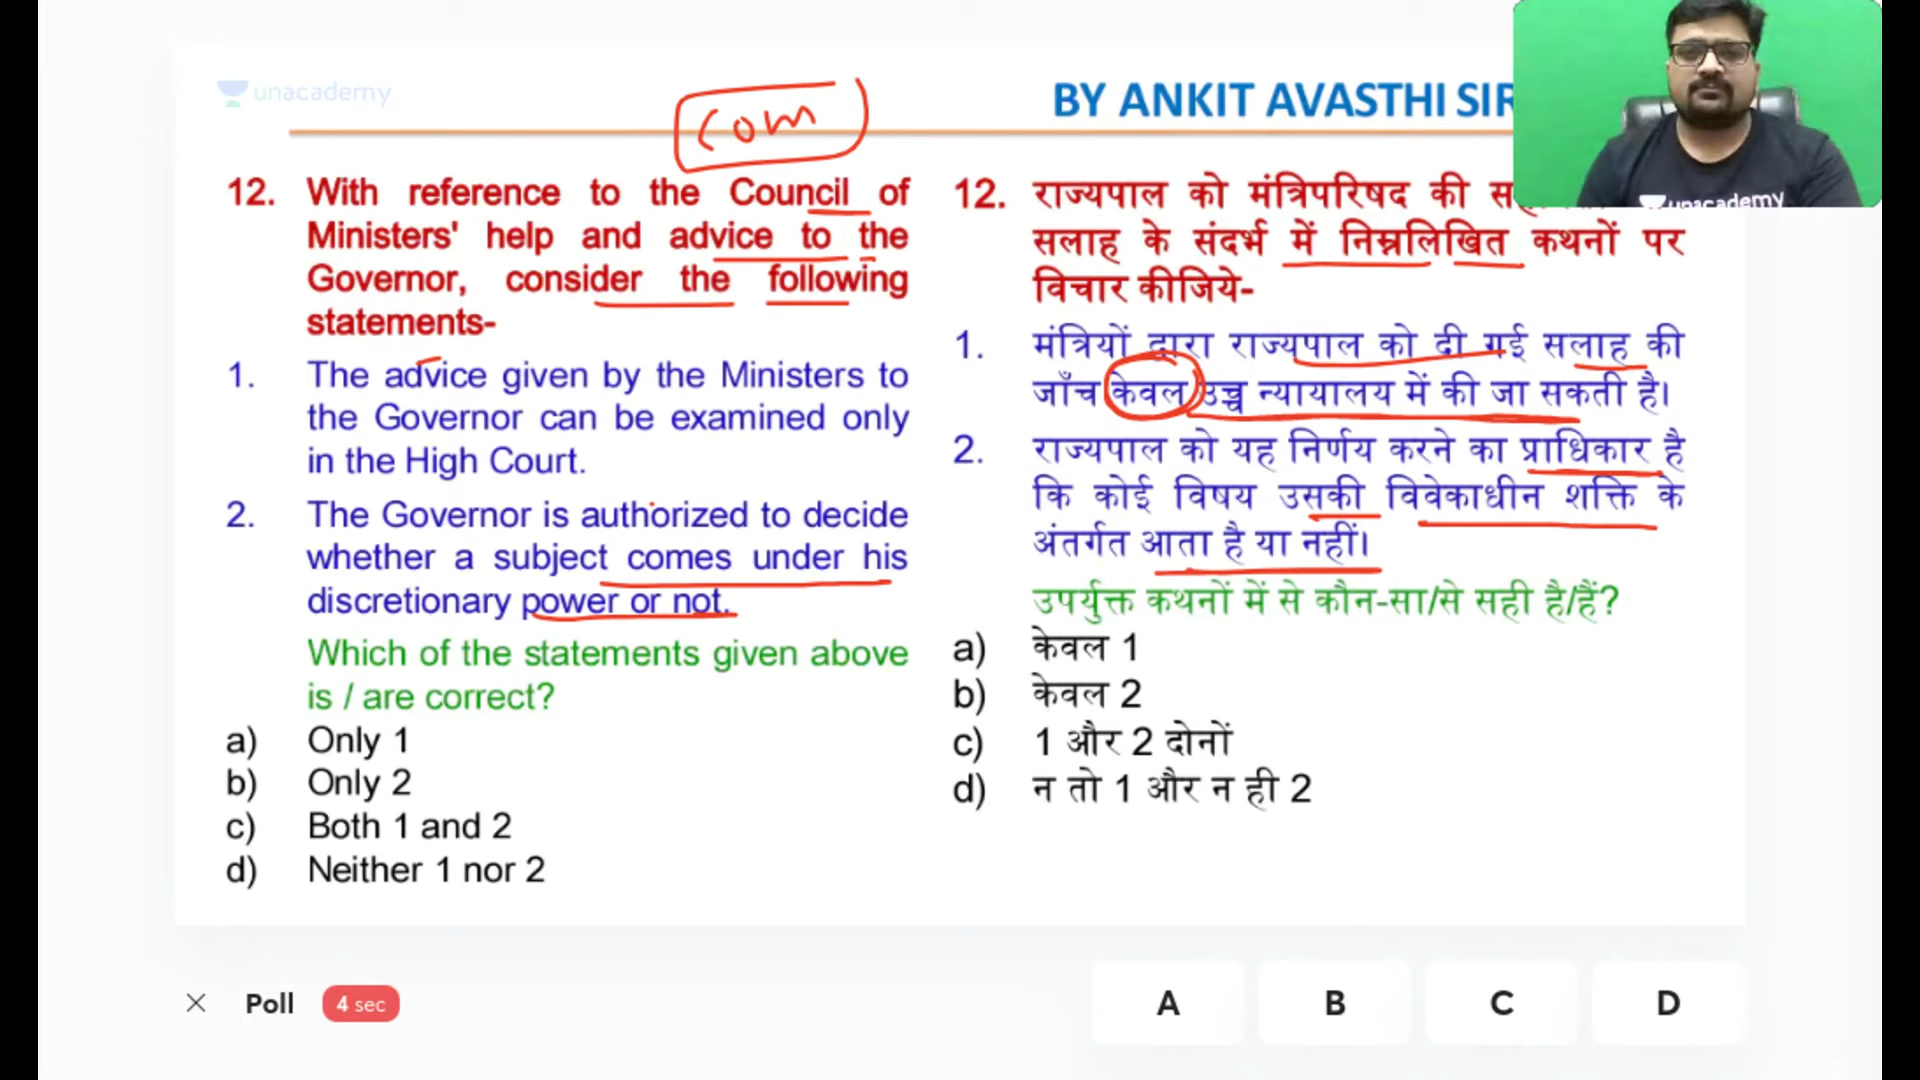 unacademy
com
BY ANKIT AVASTHI SIR
unacademy
12. With reference to the Council of
Ministers' help and advice to the
Governor, consider the following
statements-
1. The advice given by the Ministers to
the Governor can be examined only
in the High Court.
2. The Governor is authorized to decide
whether a subject comes under his
discretionary power or not.
Which of the statements given above
is / are correct?
a) Only 1
b) Only 2
c) Both 1 and 2
d) Neither 1 nor 2
12. राज्यपाल को मंत्रिपरिषद की
सलाह के संदर्भ में निम्नलिखित कथनों पर
विचार कीजिये-
1. मंत्रियों द्वारा राज्यपाल को दी गई सलाह की
जाँच केवल उच्च न्यायालय में की जा सकती है।
2. राज्यपाल को यह निर्णय करने का प्राधिकार है
कि कोई विषय उसकी विवेकाधीन शक्ति के
अंतर्गत आता है या नहीं।
उपर्युक्त कथनों में से कौन-सा/से सही है/हैं?
a) केवल 1
b) केवल 2
c) 1 और 2 दोनों
d) न तो 1 और न ही 2
× Poll 4 sec
A B C D